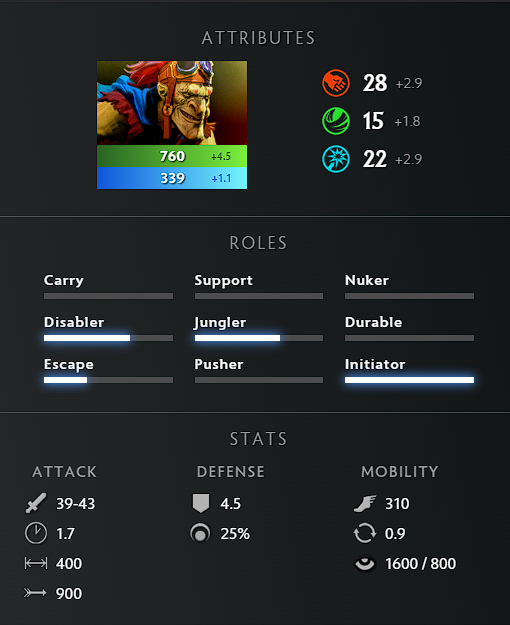 ATTRIBUTES
28 +2.9
15 +1.8
22 +2.9
760 +4.5
339 +1.1
ROLES
Carry Support Nuker
Disabler Jungler Durable
Escape Pusher Initiator
STATS
ATTACK DEFENSE MOBILITY
39-43 4.5 310
1.7 25% 0.9
400 1600 / 800
900